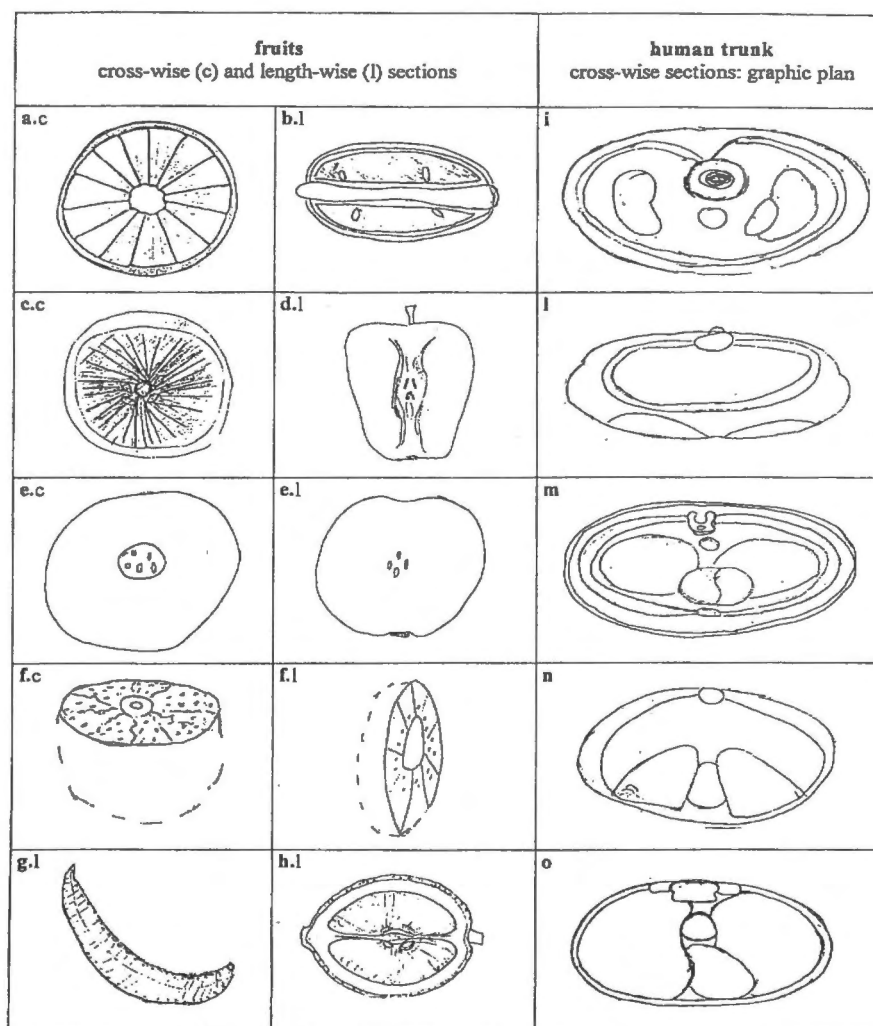 fruits
cross-wise (c) and length-wise (l) sections
human trunk
cross-wise sections: graphic plan
a.c
b.l
i
c.c
d.l
l
e.c
e.l
m
f.c
f.l
n
g.l
h.l
o